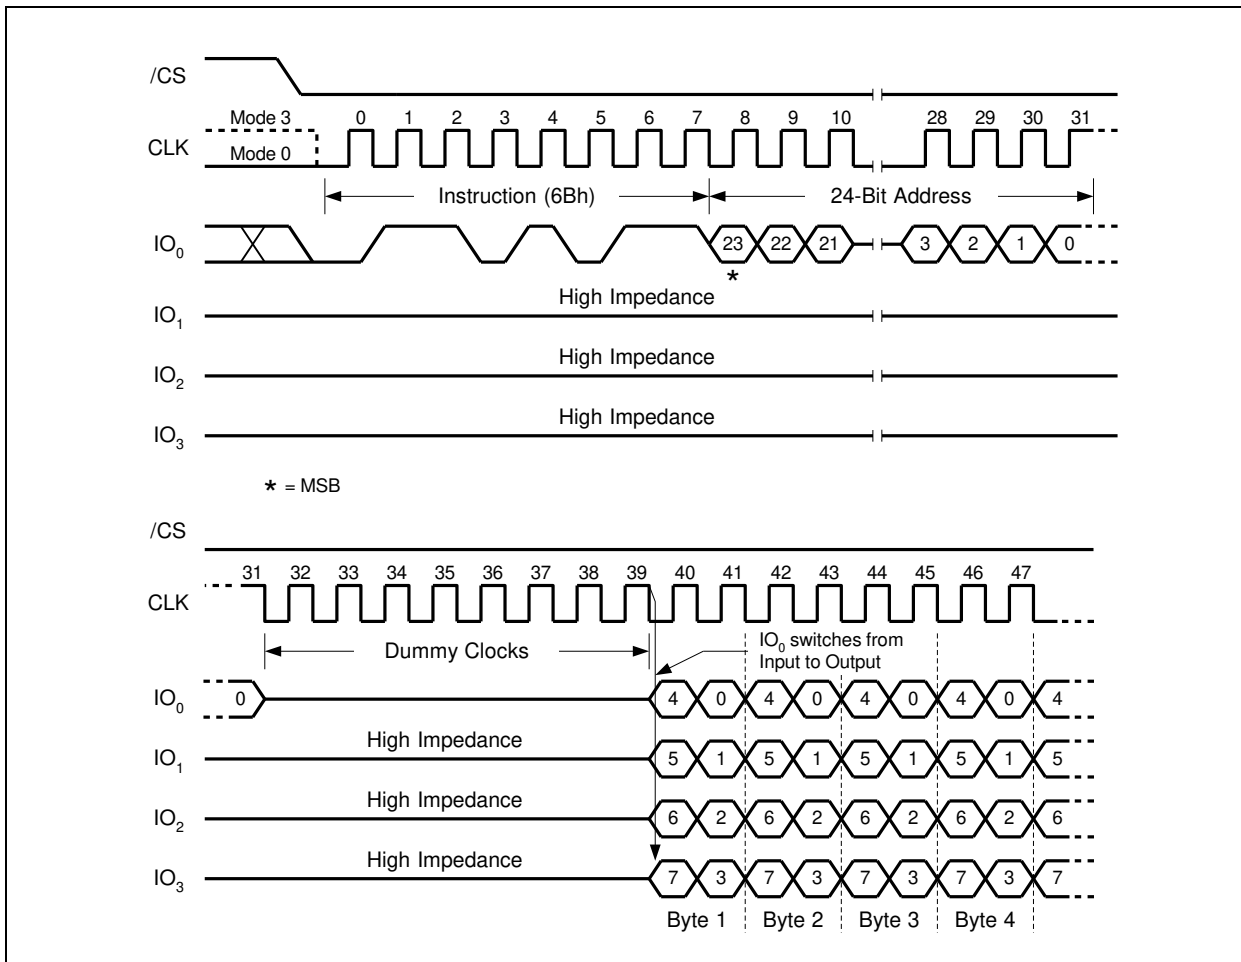 /CS
Mode 3 0 1 2 3 4 5 6 7 8 9 10 28 29 30 31
CLK
Mode 0
Instruction (6Bh) 24-Bit Address
IO0 23 22 21 3 2 1 0
*
High Impedance
IO1
High Impedance
IO2
High Impedance
IO3
* = MSB
/CS
31 32 33 34 35 36 37 38 39 40 41 42 43 44 45 46 47
CLK
IO0 switches from
Dummy Clocks Input to Output
IO0 0 4 0 4 0 4 0 4 0 4
High Impedance
IO1 5 1 5 1 5 1 5 1 5
High Impedance
IO2 6 2 6 2 6 2 6 2 6
High Impedance
IO3 7 3 7 3 7 3 7 3 7
Byte 1 Byte 2 Byte 3 Byte 4